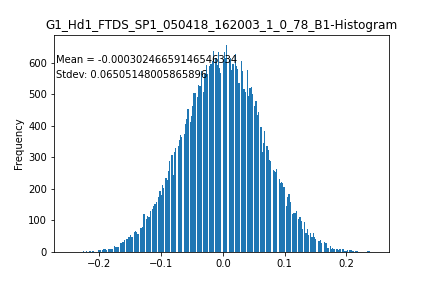 G1_Hd1_FTDS_SP1_050418_162003_1_0_78_B1-Histogram
Mean = -0.00030246659146546334
Stdev: 0.06505148005865896
Frequency
600
500
400
300
200
100
0
−0.2 −0.1 0.0 0.1 0.2